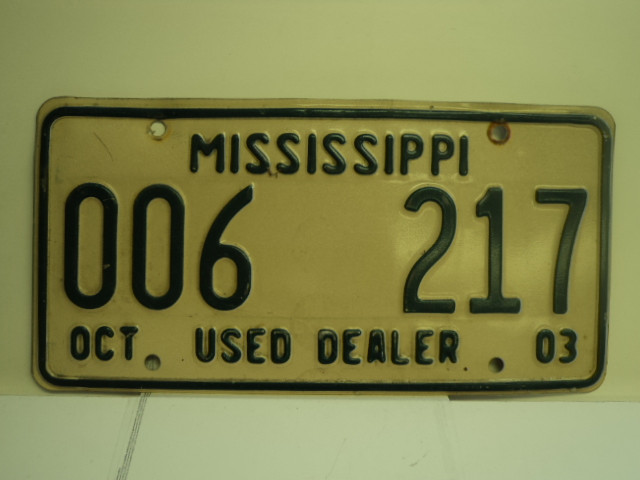 MISSISSIPPI
006 217
OCT USED DEALER 03